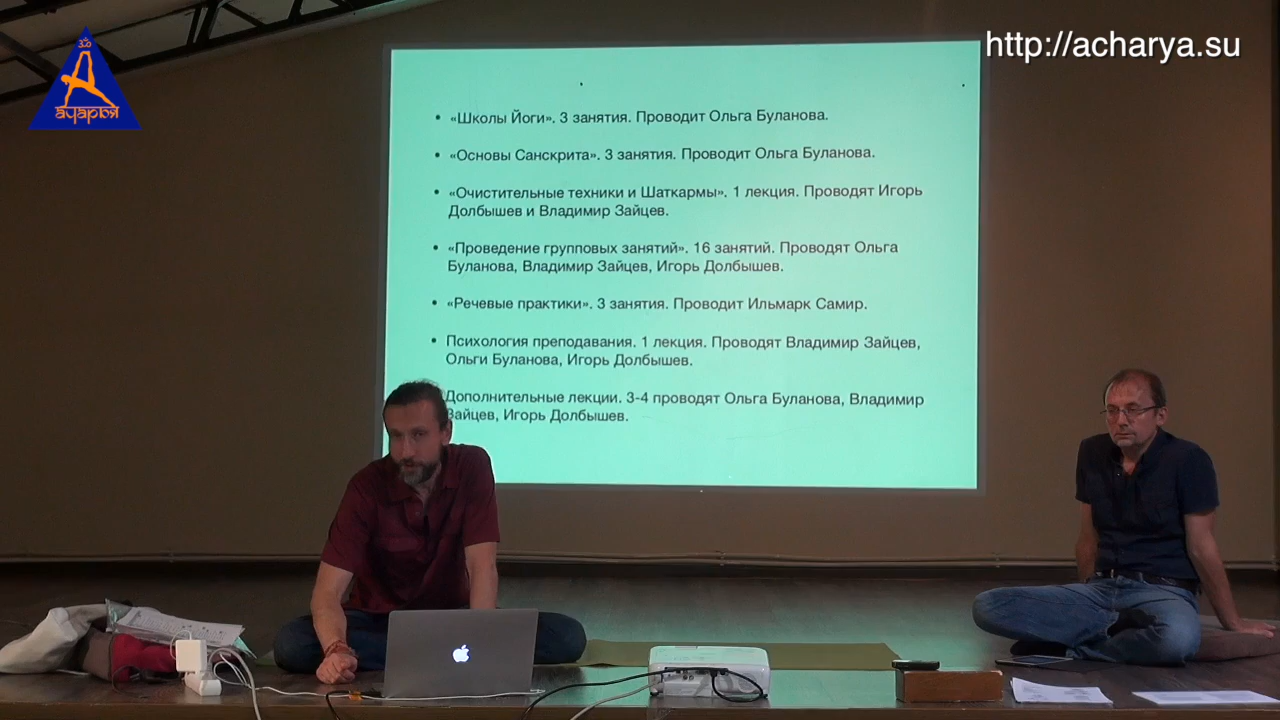 http://acharya.su
ॐ
ачарья
• «Школы Йоги». 3 занятия. Проводит Ольга Буланова.
• «Основы Санскрита». 3 занятия. Проводит Ольга Буланова.
• «Очистительные техники и Шаткармы». 1 лекция. Проводят Игорь
Долбышев и Владимир Зайцев.
• «Проведение групповых занятий». 16 занятий. Проводят Ольга
Буланова, Владимир Зайцев, Игорь Долбышев.
• «Речевые практики». 3 занятия. Проводит Ильмарк Самир.
• Психология преподавания. 1 лекция. Проводят Владимир Зайцев,
Ольги Буланова, Игорь Долбышев.
Дополнительные лекции. 3-4 проводят Ольга Буланова, Владимир
Зайцев, Игорь Долбышев.